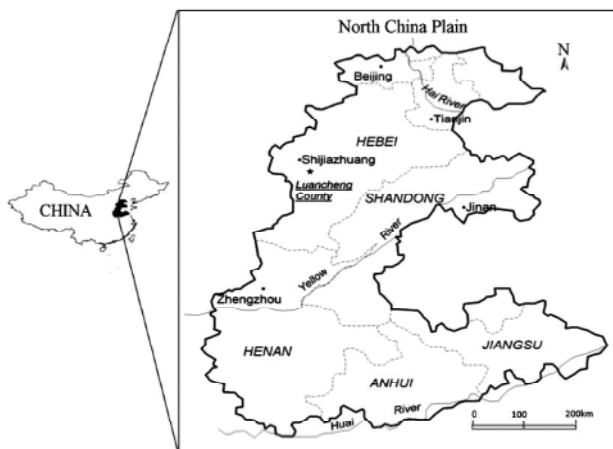 North China Plain
N
Beijing
Hai River
Tianjin
HEBEI
Shijiazhuang
Luancheng
County
SHANDONG
Jinan
CHINA
Yellow
River
Zhengzhou
HENAN
JIANGSU
ANHUI
Huai
River
0 100 200km